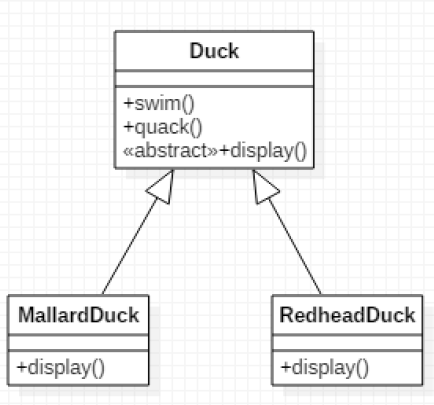 Duck
+swim()
+quack()
«abstract»+display()
MallardDuck
+display()
RedheadDuck
+display()